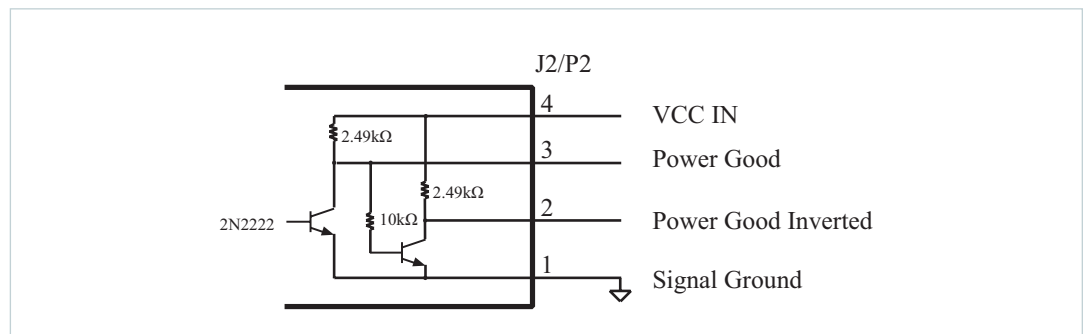 J2/P2
4 VCC IN
2.49kΩ
3 Power Good
2.49kΩ
2N2222
10kΩ
2 Power Good Inverted
1 Signal Ground